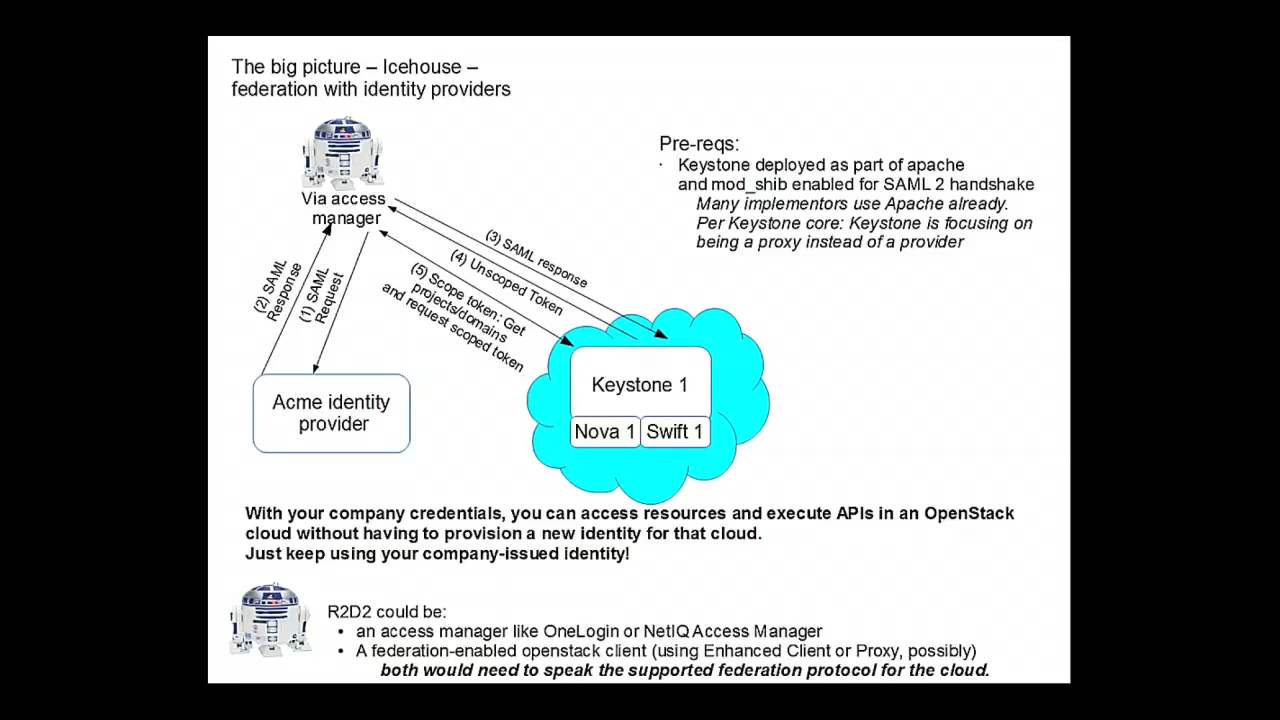 The big picture – Icehouse –
federation with identity providers
Pre-reqs:
· Keystone deployed as part of apache
and mod_shib enabled for SAML 2 handshake
Many implementors use Apache already.
Per Keystone core: Keystone is focusing on
being a proxy instead of a provider
Via access
manager
(2) SAML
Response
(1) SAML
Request
(3) SAML response
(4) Unscoped Token
(5) Scope token: Get
projects/domains
and request scoped token
Acme identity
provider
Keystone 1
Nova 1
Swift 1
With your company credentials, you can access resources and execute APIs in an OpenStack
cloud without having to provision a new identity for that cloud.
Just keep using your company-issued identity!
R2D2 could be:
• an access manager like OneLogin or NetIQ Access Manager
• A federation-enabled openstack client (using Enhanced Client or Proxy, possibly)
both would need to speak the supported federation protocol for the cloud.